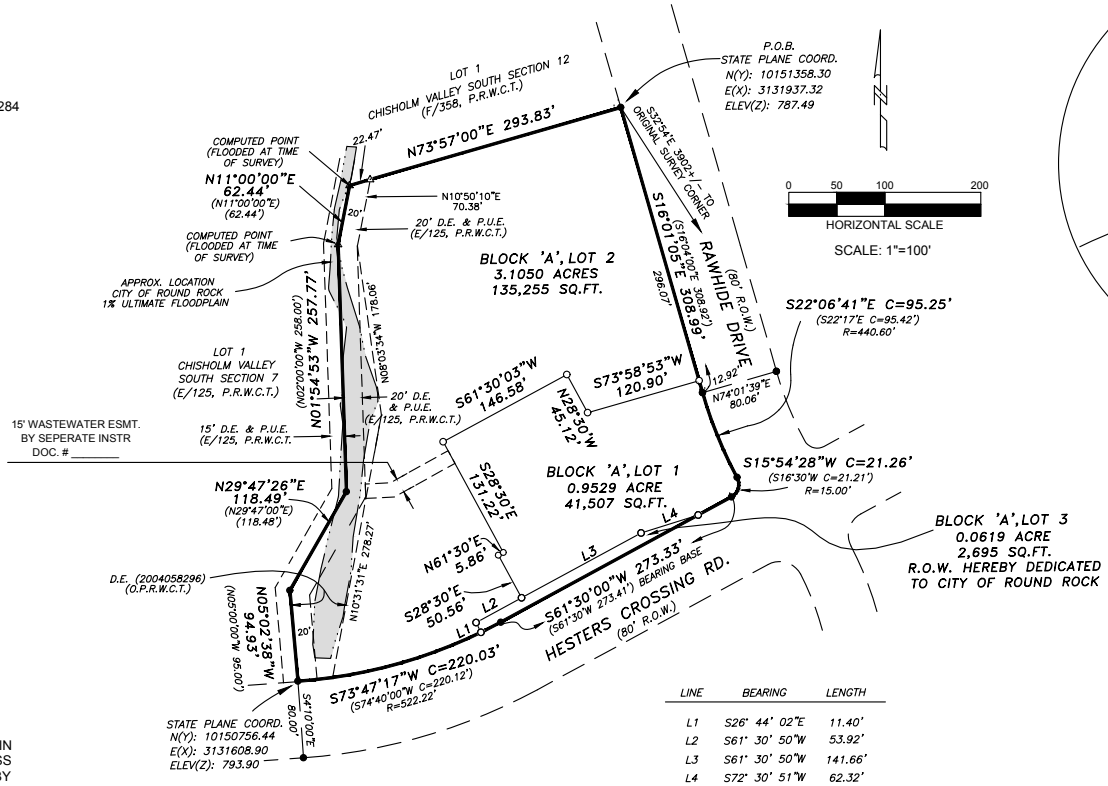 284
LOT 1
CHISHOLM VALLEY SOUTH SECTION 12
(F/358, P.R.W.C.T.)
P.O.B.
STATE PLANE COORD.
N(Y): 10151358.30
E(X): 3131937.32
ELEV(Z): 787.49
N
COMPUTED POINT
(FLOODED AT TIME
OF SURVEY)
22.47'
N73°57'00"E 293.83'
S32°54'E 3902+/- TO
ORIGINAL SURVEY CORNER
N11°00'00"E
62.44'
(N11°00'00"E)
(62.44')
20'
N10°50'10"E
70.38'
20' D.E. & P.U.E.
(E/125, P.R.W.C.T.)
COMPUTED POINT
(FLOODED AT TIME
OF SURVEY)
0 50 100 200
HORIZONTAL SCALE
SCALE: 1"=100'
BLOCK 'A', LOT 2
3.1050 ACRES
135,255 SQ.FT.
S16°01'05"E 308.99'
(S16°04'00"E 308.92')
296.07'
RAWHIDE DRIVE
(80' R.O.W.)
APPROX. LOCATION
CITY OF ROUND ROCK
1% ULTIMATE FLOODPLAIN
N01°54'53"W 257.77'
(N02°00'00"W 258.00')
N08°03'34"W 178.06'
S22°06'41"E C=95.25'
(S22°17'E C=95.42')
R=440.60'
LOT 1
CHISHOLM VALLEY
SOUTH SECTION 7
(E/125, P.R.W.C.T.)
S61°30'03"W
146.58'
S73°58'53"W
120.90'
N28°30'W
45.12'
12.92'
N74°01'39"E
80.06'
20' D.E.
& P.U.E.
(E/125, P.R.W.C.T.)
15' D.E. & P.U.E.
(E/125, P.R.W.C.T.
15' WASTEWATER ESMT.
BY SEPERATE INSTR
DOC. # ______
S28°30'E
131.22'
BLOCK 'A', LOT 1
0.9529 ACRE
41,507 SQ.FT.
S15°54'28"W C=21.26'
(S16°30'W C=21.21')
R=15.00'
N29°47'26"E
118.49'
(N29°47'00"E)
(118.48')
L4
BLOCK 'A', LOT 3
0.0619 ACRE
2,695 SQ.FT.
R.O.W. HEREBY DEDICATED
TO CITY OF ROUND ROCK
N61°30'E
5.86'
L3
D.E. (2004058296)
(O.P.R.W.C.T.)
N10°31'31"E 278.27'
S28°30'E
50.56'
L2
L1
S61°30'00"W 273.33'
(S61°30'W 273.41') BEARING BASE
HESTERS CROSSING RD.
(80' R.O.W.)
N05°02'38"W
94.93'
(N05°00'00"W 95.00')
20'
S73°47'17"W C=220.03'
(S74°40'00"W C=220.12')
R=522.22'
S4°10'00"E
80.00'
STATE PLANE COORD.
N(Y): 10150756.44
E(X): 3131608.90
ELEV(Z): 793.90
IN
SS
BY
LINE BEARING LENGTH
L1 S26° 44' 02"E 11.40'
L2 S61° 30' 50"W 53.92'
L3 S61° 30' 50"W 141.66'
L4 S72° 30' 51"W 62.32'